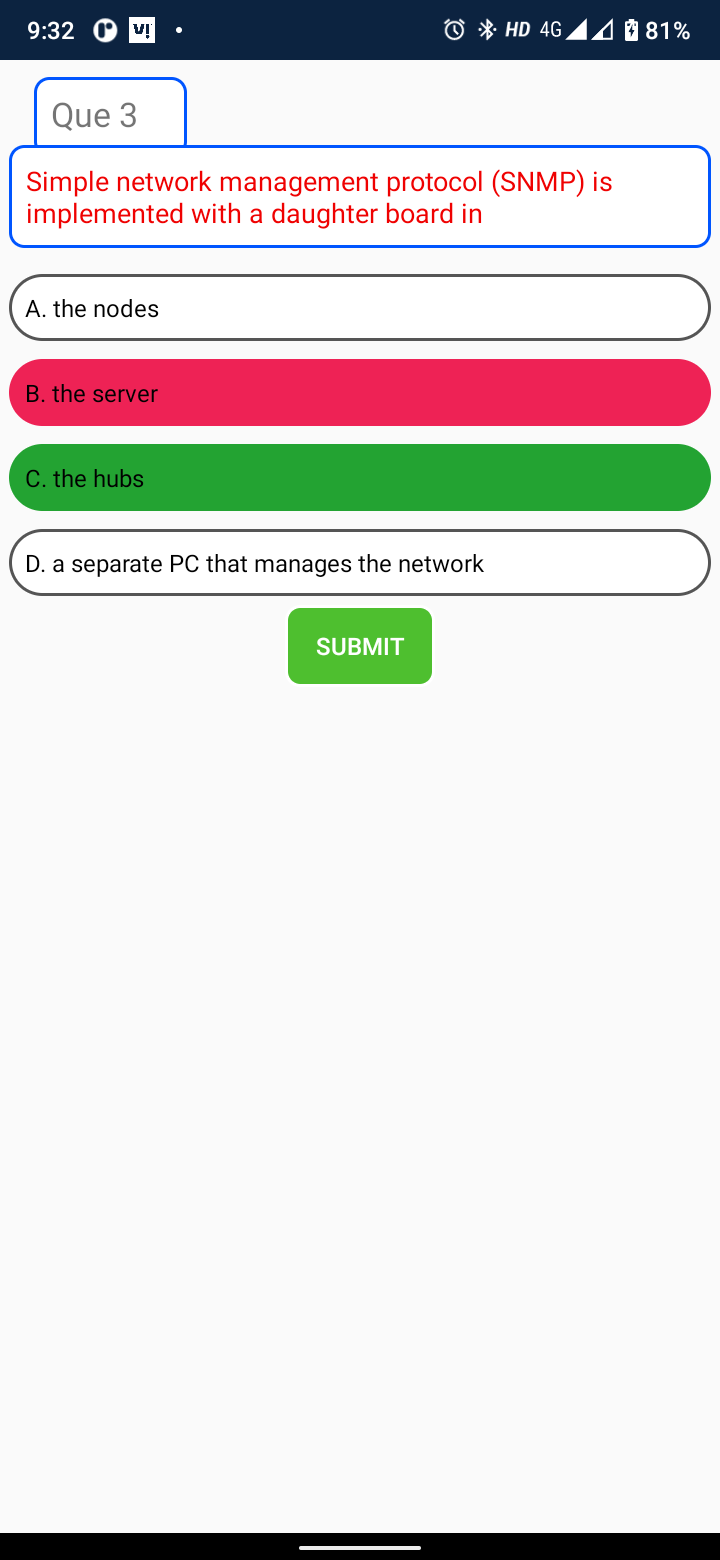 9:32 VI HD 4G 81%
Que 3
Simple network management protocol (SNMP) is
implemented with a daughter board in
A. the nodes
B. the server
C. the hubs
D. a separate PC that manages the network
SUBMIT